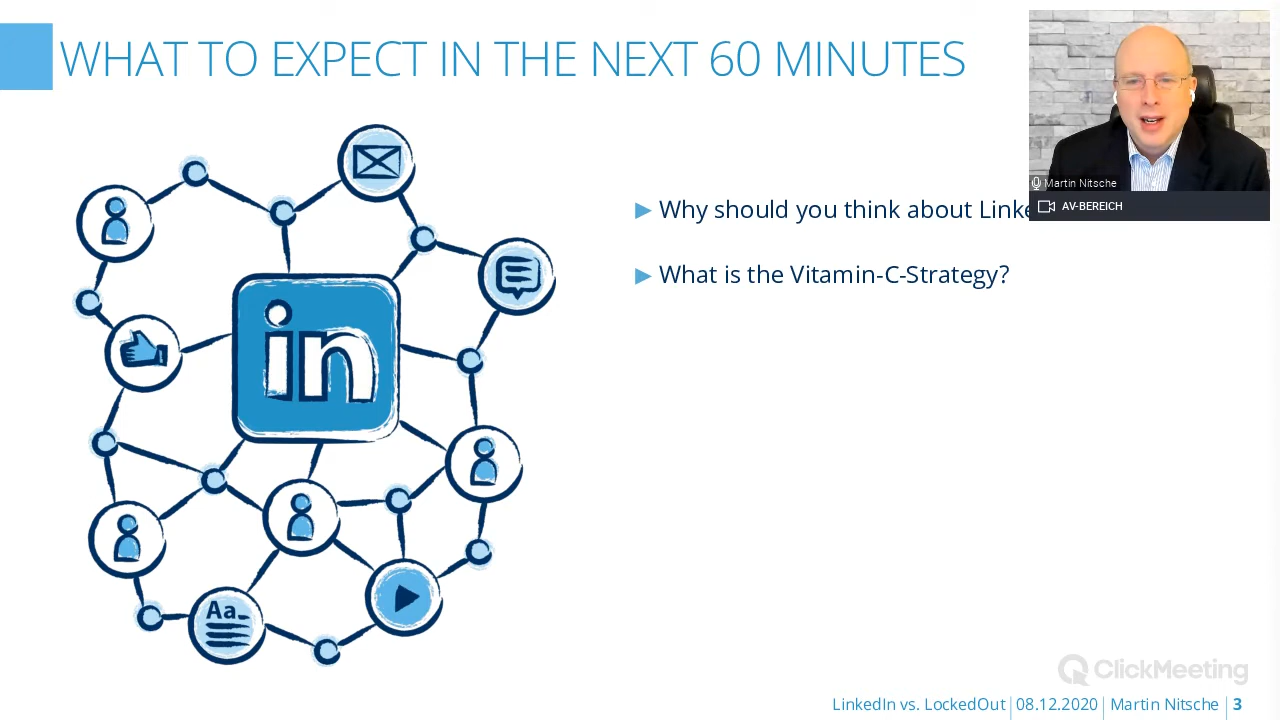 WHAT TO EXPECT IN THE NEXT 60 MINUTES
Martin Nitsche
AV-BEREICH
Why should you think about
What is the Vitamin-C-Strategy?
in
Aa
ClickMeeting
LinkedIn vs. LockedOut 08.12.2020 Martin Nitsche 3